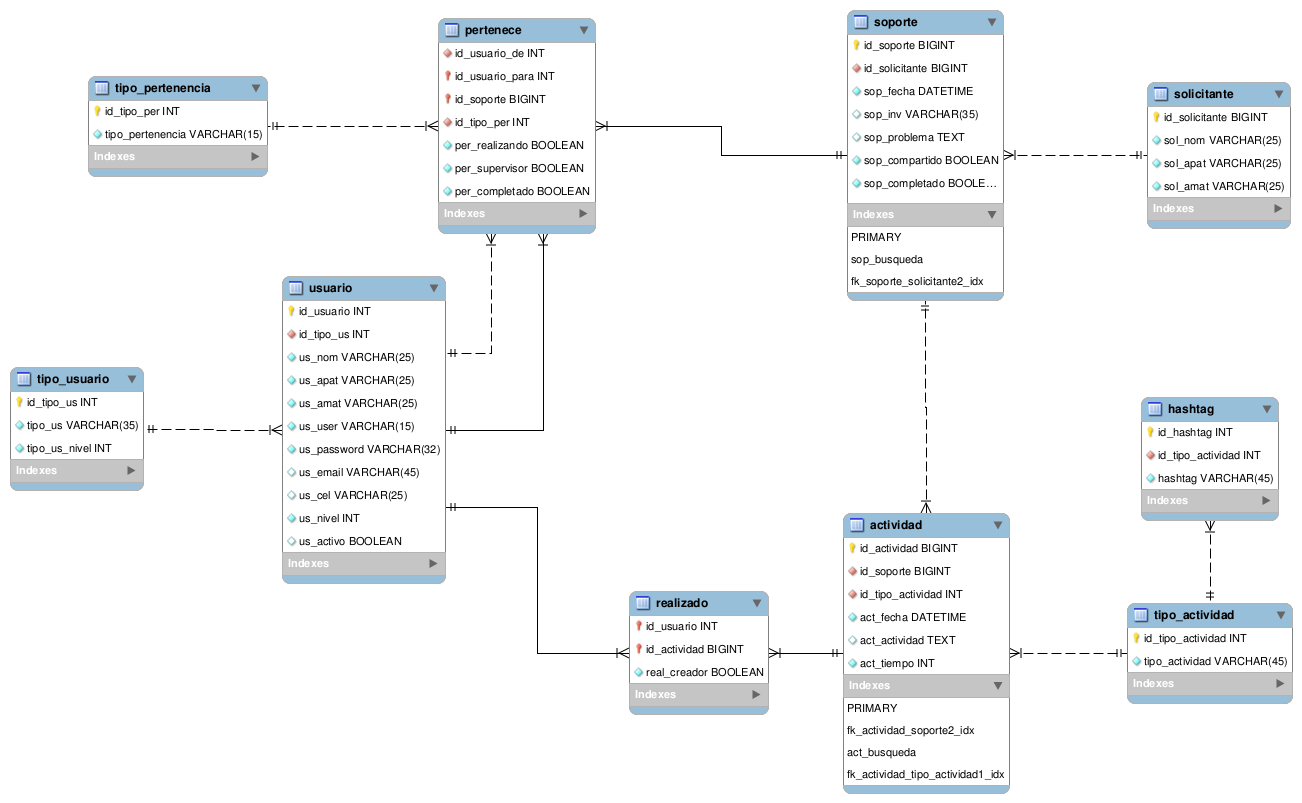 pertenece
id_usuario_de INT
id_usuario_para INT
id_soporte BIGINT
id_tipo_per INT
per_realizando BOOLEAN
per_supervisor BOOLEAN
per_completado BOOLEAN
Indexes
soporte
id_soporte BIGINT
id_solicitante BIGINT
sop_fecha DATETIME
sop_inv VARCHAR(35)
sop_problema TEXT
sop_compartido BOOLEAN
sop_completado BOOLE...
Indexes
PRIMARY
sop_busqueda
fk_soporte_solicitante2_idx
tipo_pertenencia
id_tipo_per INT
tipo_pertenencia VARCHAR(15)
Indexes
solicitante
id_solicitante BIGINT
sol_nom VARCHAR(25)
sol_apat VARCHAR(25)
sol_amat VARCHAR(25)
Indexes
usuario
id_usuario INT
id_tipo_us INT
us_nom VARCHAR(25)
us_apat VARCHAR(25)
us_amat VARCHAR(25)
us_user VARCHAR(15)
us_password VARCHAR(32)
us_email VARCHAR(45)
us_cel VARCHAR(25)
us_nivel INT
us_activo BOOLEAN
Indexes
tipo_usuario
id_tipo_us INT
tipo_us VARCHAR(35)
tipo_us_nivel INT
Indexes
hashtag
id_hashtag INT
id_tipo_actividad INT
hashtag VARCHAR(45)
Indexes
actividad
id_actividad BIGINT
id_soporte BIGINT
id_tipo_actividad INT
act_fecha DATETIME
act_actividad TEXT
act_tiempo INT
Indexes
PRIMARY
fk_actividad_soporte2_idx
act_busqueda
fk_actividad_tipo_actividad1_idx
realizado
id_usuario INT
id_actividad BIGINT
real_creador BOOLEAN
Indexes
tipo_actividad
id_tipo_actividad INT
tipo_actividad VARCHAR(45)
Indexes